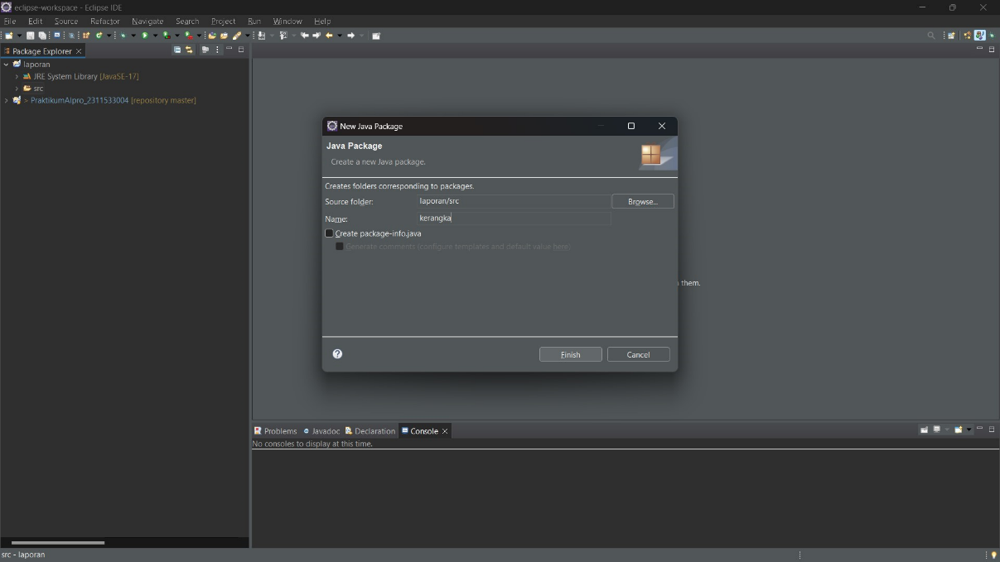 eclipse-workspace - Eclipse IDE
File Edit Source Refactor Navigate Search Project Run Window Help
Package Explorer
laporan
JRE System Library [JavaSE-17]
src
> PraktikumAlpro_2311533004 [repository master]
New Java Package
Java Package
Create a new Java package.
Creates folders corresponding to packages.
Source folder: laporan/src Browse...
Name: kerangka
Create package-info.java
Generate comments (configure templates and default value here)
them.
Finish Cancel
Problems Javadoc Declaration Console
No consoles to display at this time.
src - laporan